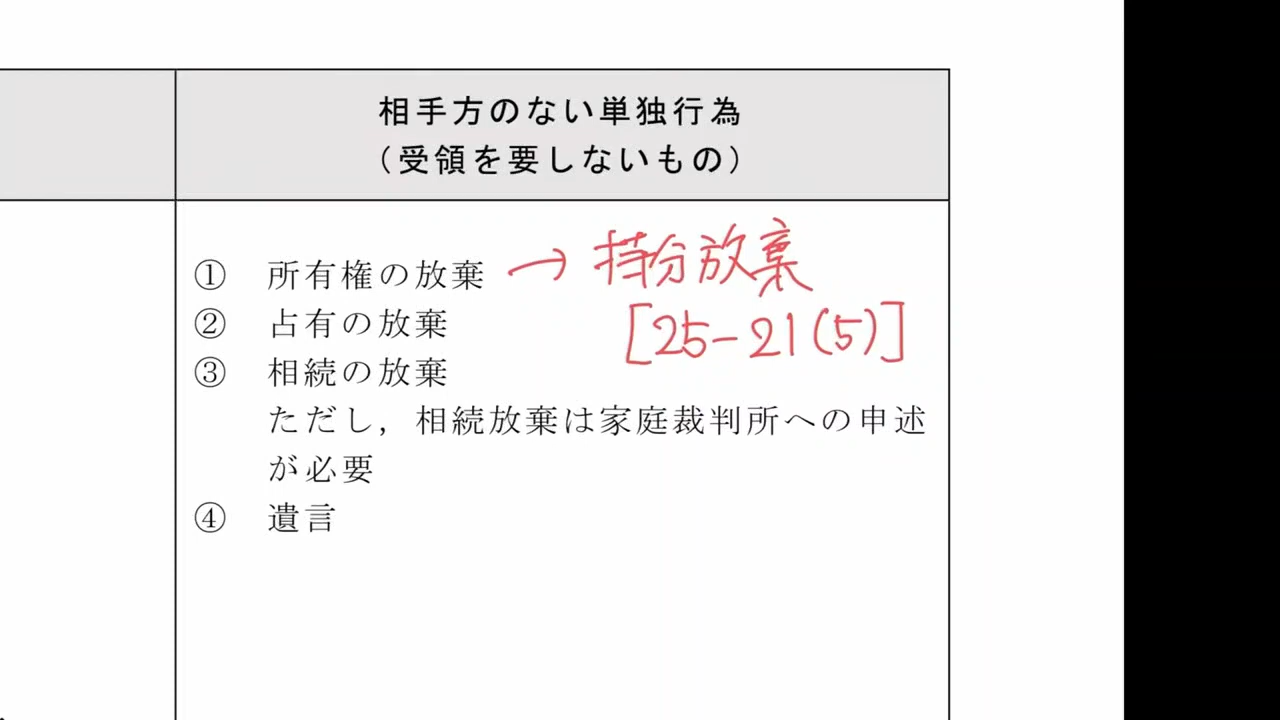 相手方のない単独行為
（受領を要しないもの）
① 所有権の放棄 → 持分放棄
[25-21(5)]
② 占有の放棄
③ 相続の放棄
ただし，相続放棄は家庭裁判所への申述
が必要
④ 遺言